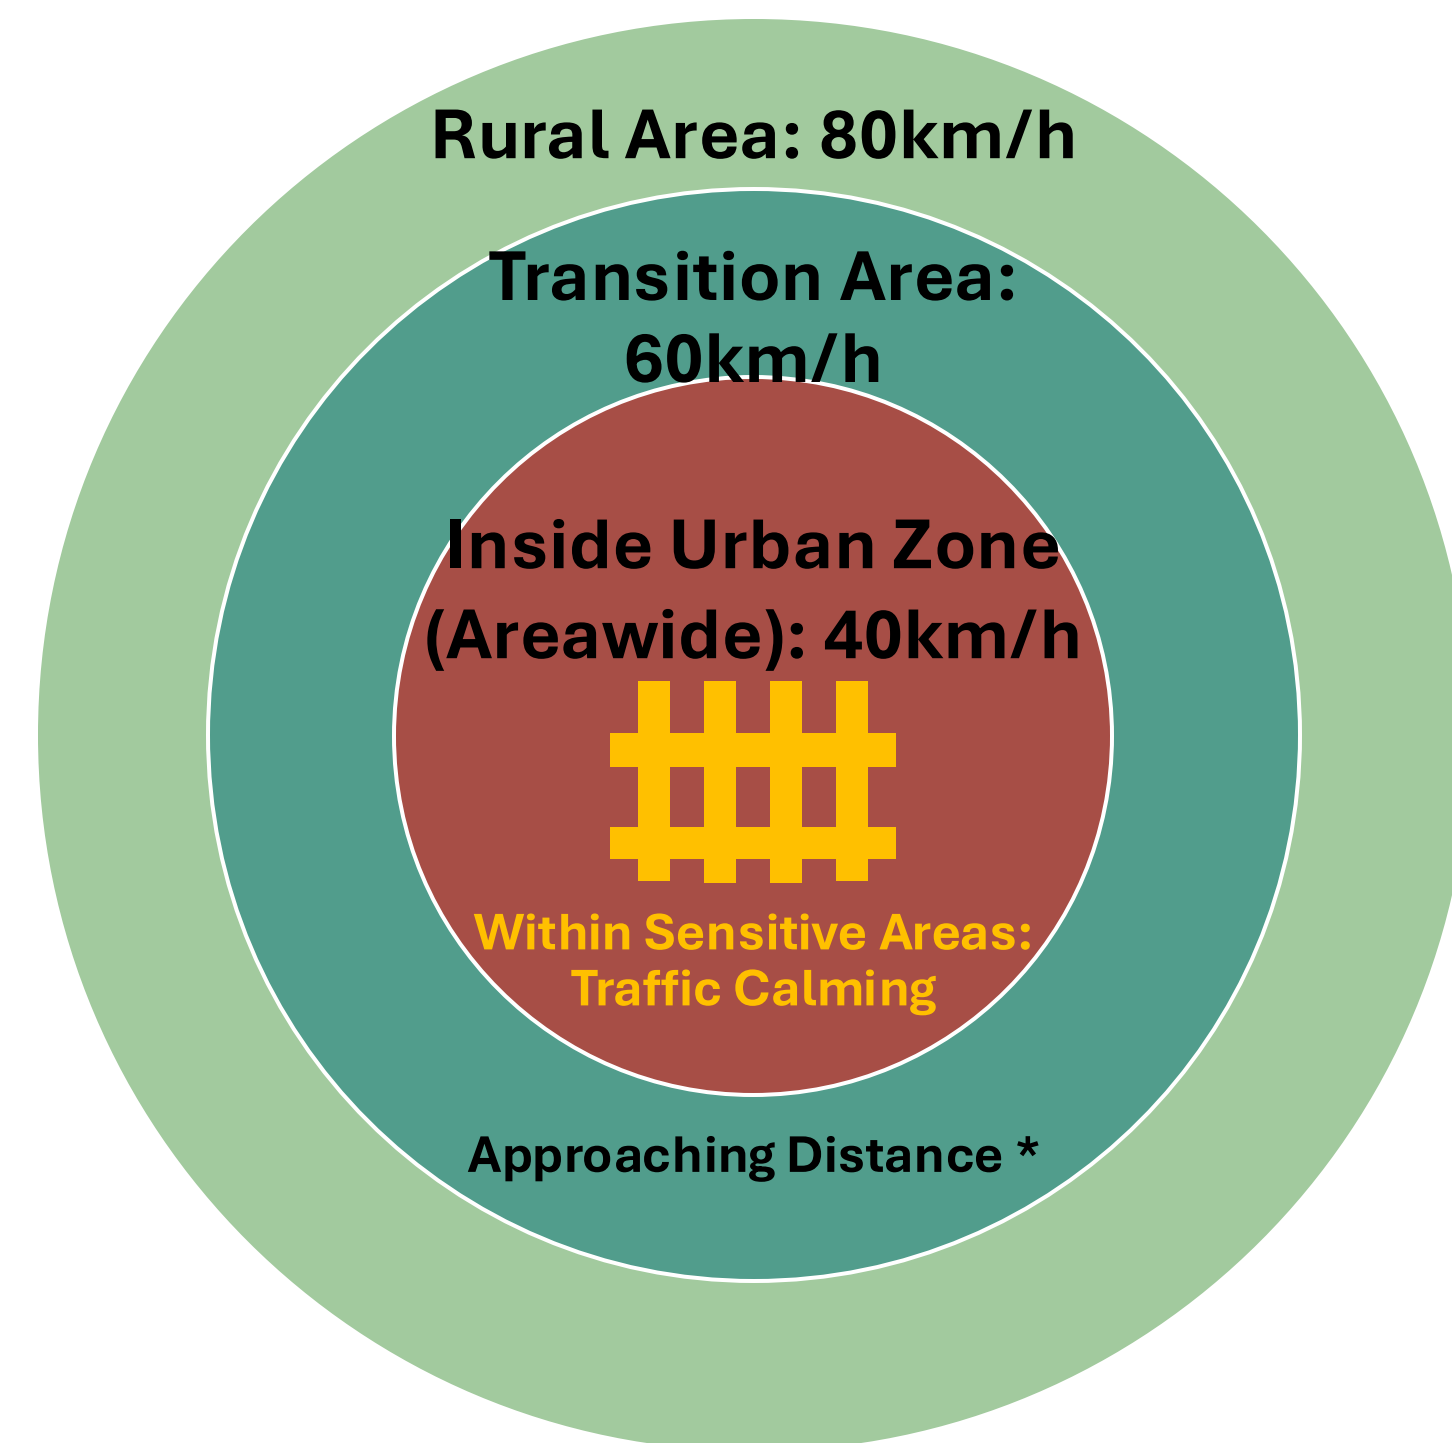 Rural Area: 80km/h
Transition Area:
60km/h
Inside Urban Zone
(Areawide): 40km/h
Within Sensitive Areas:
Traffic Calming
Approaching Distance *